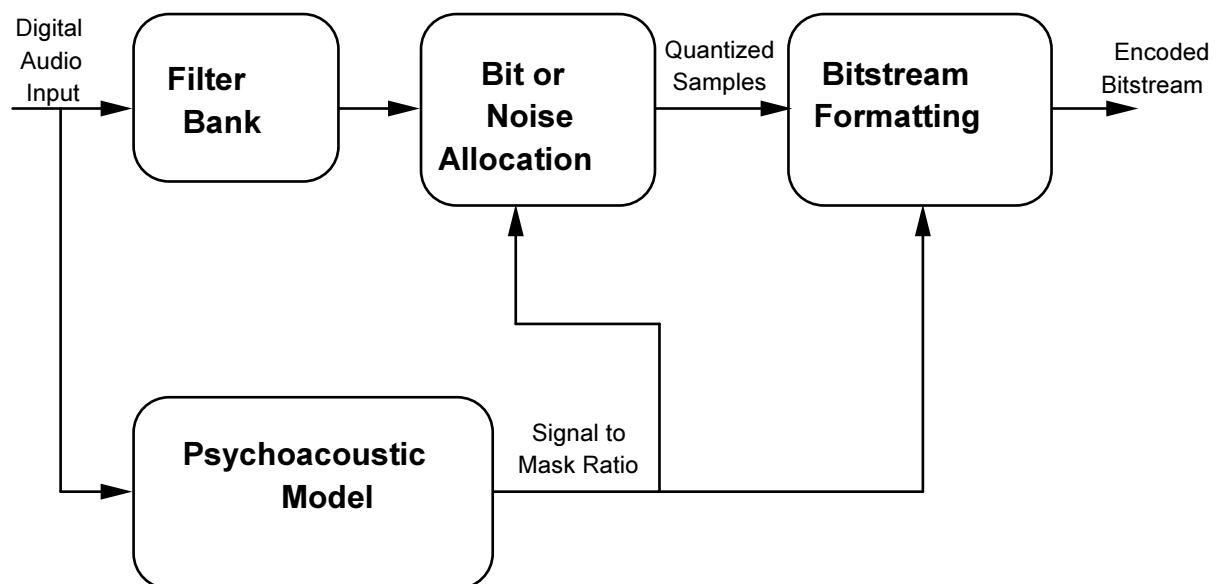 Digital
Audio
Input
Filter
Bank
Bit or
Noise
Allocation
Quantized
Samples
Bitstream
Formatting
Encoded
Bitstream
Psychoacoustic
Model
Signal to
Mask Ratio